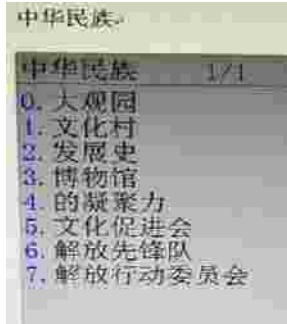 中华民族
中华民族 1/1
0. 大观园
1. 文化村
2. 发展史
3. 博物馆
4. 的凝聚力
5. 文化促进会
6. 解放先锋队
7. 解放行动委员会